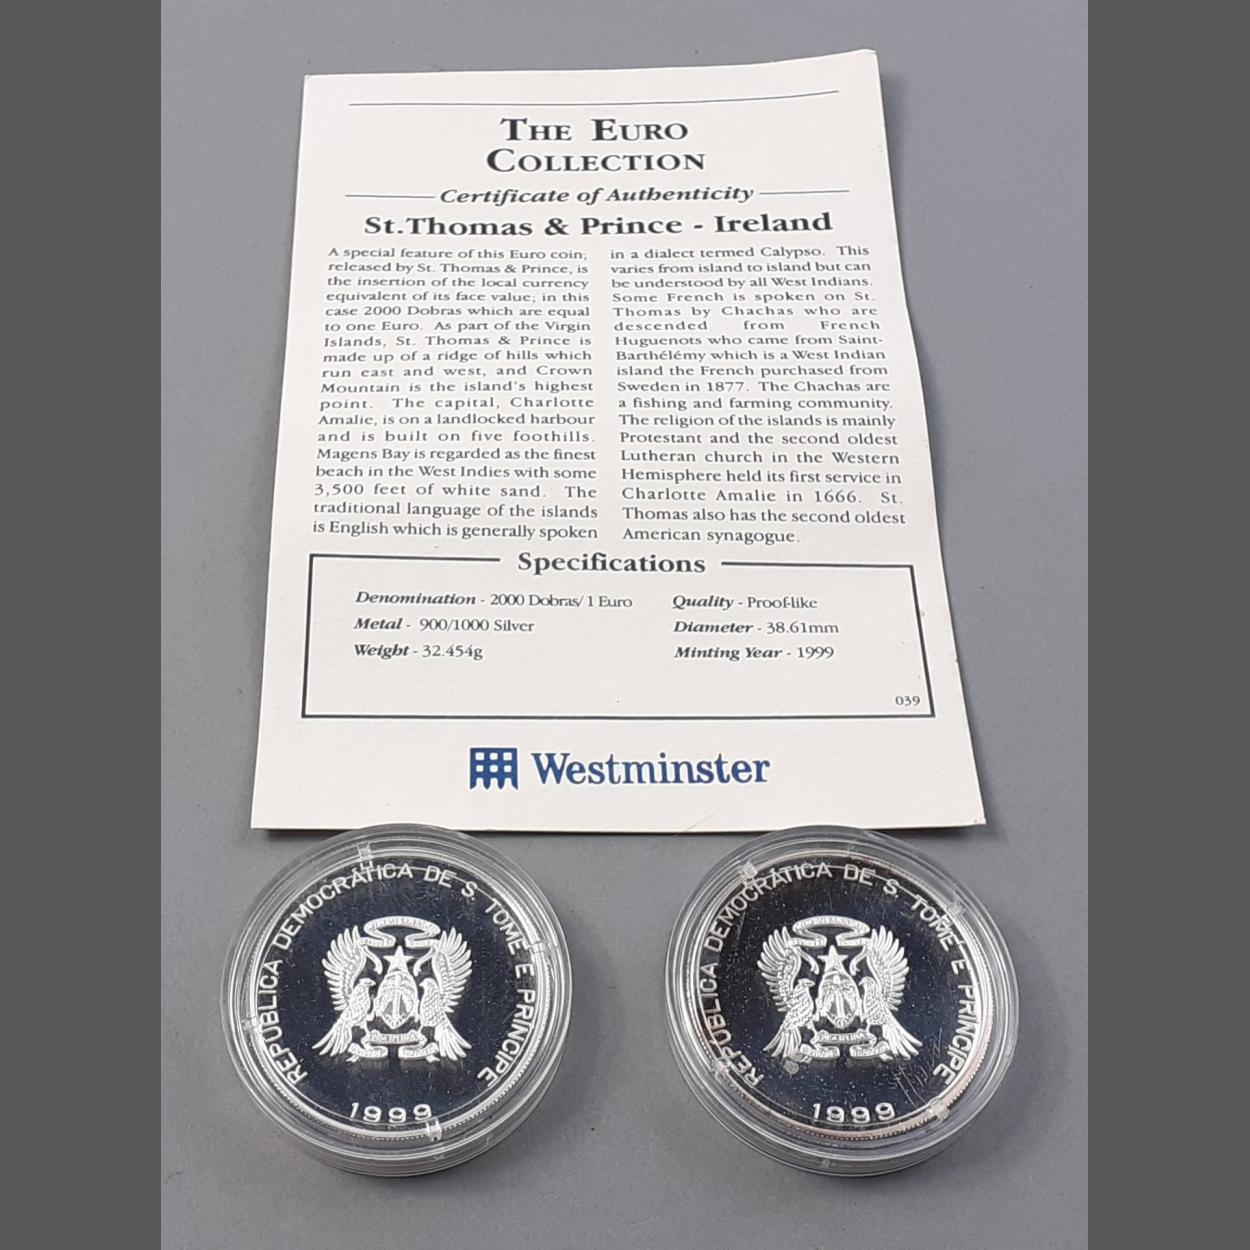 THE EURO
COLLECTION
Certificate of Authenticity
St.Thomas & Prince - Ireland
A special feature of this Euro coin,
released by St. Thomas & Prince, is
the insertion of the local currency
equivalent of its face value; in this
case 2000 Dobras which are equal
to one Euro. As part of the Virgin
Islands, St. Thomas & Prince is
made up of a ridge of hills which
run east and west, and Crown
Mountain is the island's highest
point. The capital, Charlotte
Amalie, is on a landlocked harbour
and is built on five foothills.
Magens Bay is regarded as the finest
beach in the West Indies with some
3,500 feet of white sand. The
traditional language of the islands
is English which is generally spoken
in a dialect termed Calypso. This
varies from island to island but can
be understood by all West Indians.
Some French is spoken on St.
Thomas by Chachas who are
descended from French
Huguenots who came from Saint-
Barthélémy which is a West Indian
island the French purchased from
Sweden in 1877. The Chachas are
a fishing and farming community.
The religion of the islands is mainly
Protestant and the second oldest
Lutheran church in the Western
Hemisphere held its first service in
Charlotte Amalie in 1666. St.
Thomas also has the second oldest
American synagogue.
Specifications
Denomination - 2000 Dobras/ 1 Euro
Metal - 900/1000 Silver
Weight - 32.454g
Quality - Proof-like
Diameter - 38.61mm
Minting Year - 1999
039
Westminster
REPÚBLICA DEMOCRÁTICA DE S. TOMÉ E PRÍNCIPE
DISCIPLINA
1999
REPÚBLICA DEMOCRÁTICA DE S. TOMÉ E PRÍNCIPE
DISCIPLINA
1999